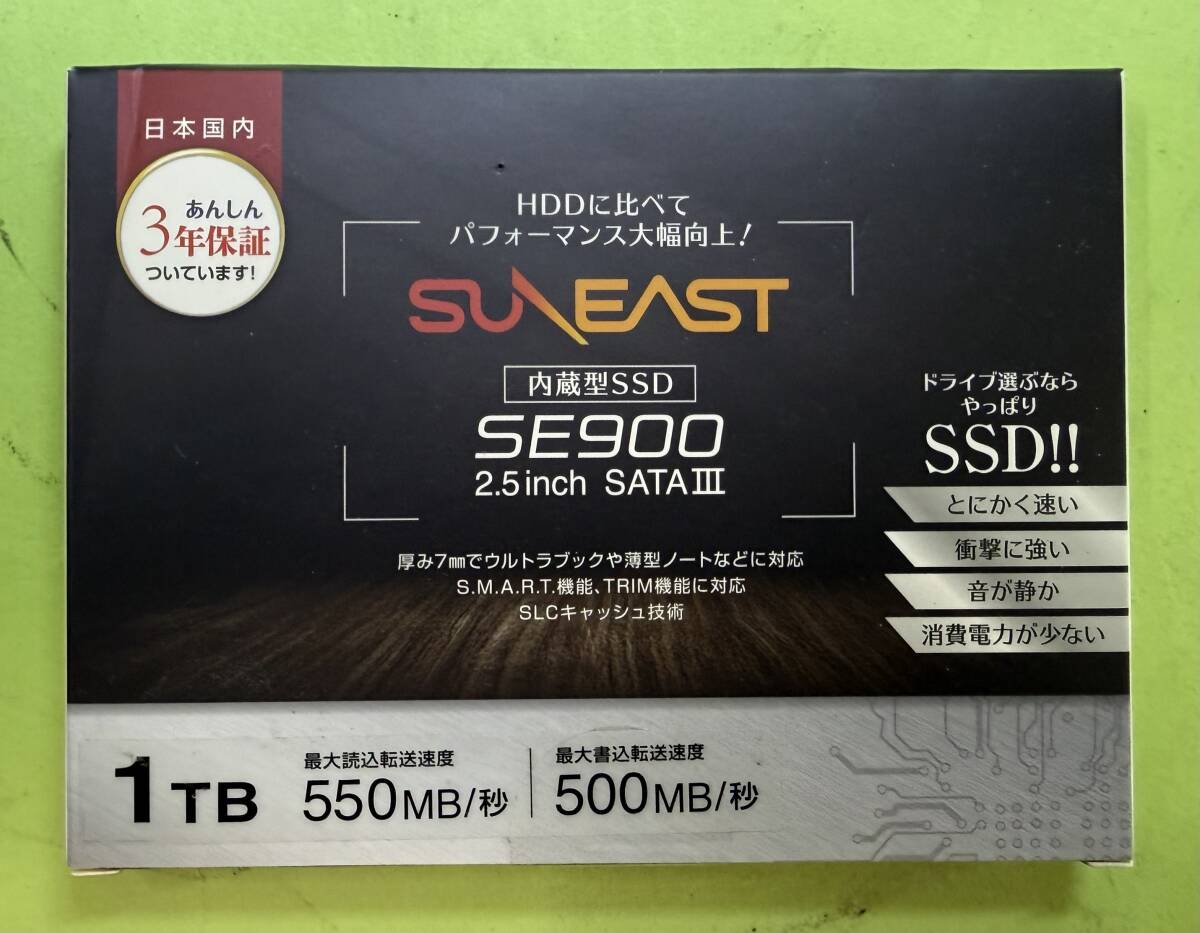 日本国内
あんしん
3年保証
ついています!
HDDに比べて
パフォーマンス大幅向上!
SUNEAST
内蔵型SSD
SE900
2.5inch SATAⅢ
厚み7㎜でウルトラブックや薄型ノートなどに対応
S.M.A.R.T.機能、TRIM機能に対応
SLCキャッシュ技術
ドライブ選ぶなら
やっぱり
SSD!!
とにかく速い
衝撃に強い
音が静か
消費電力が少ない
1TB
最大読込転送速度
550MB/秒
最大書込転送速度
500MB/秒